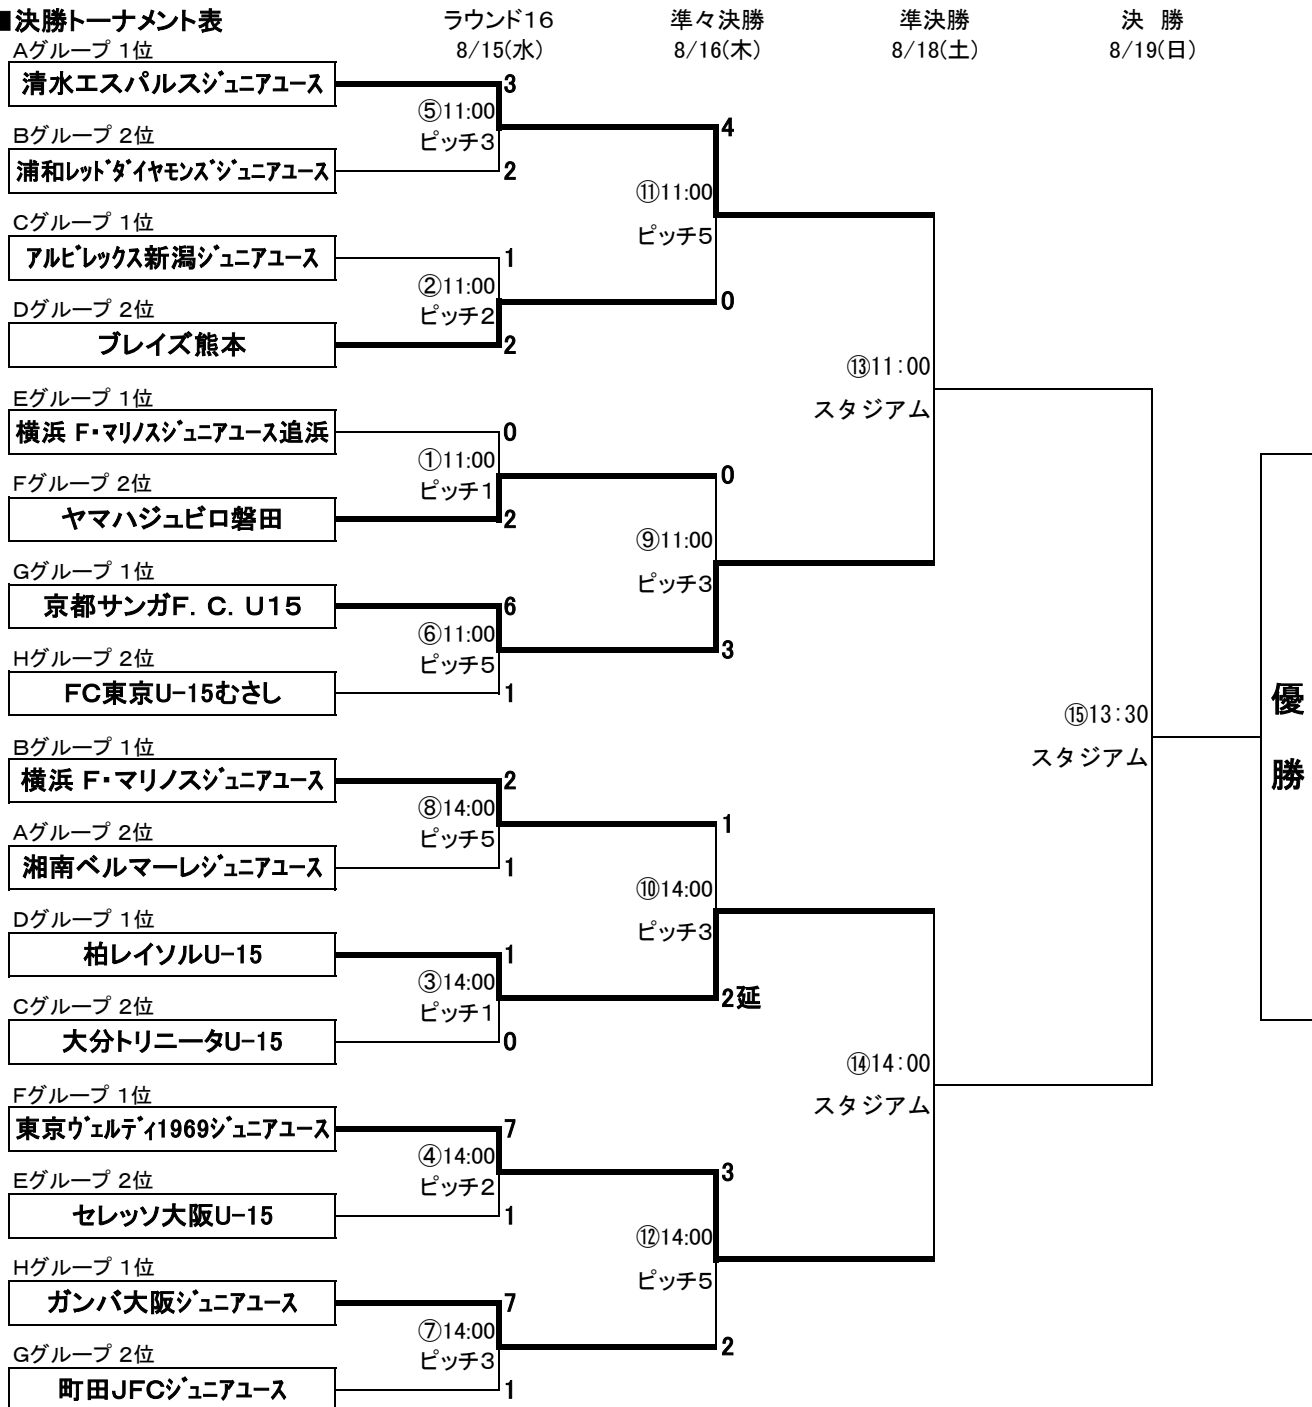 ■決勝トーナメント表
ラウンド16 準々決勝 準決勝 決 勝
8/15(水) 8/16(木) 8/18(土) 8/19(日)
Aグループ 1位
清水エスパルスジュニアユース
3
⑤11:00
ピッチ3
4
Bグループ 2位
浦和レッドダイヤモンズジュニアユース
2
⑪11:00
ピッチ5
Cグループ 1位
アルビレックス新潟ジュニアユース
1
②11:00
ピッチ2
0
Dグループ 2位
ブレイズ熊本
2
⑬11:00
スタジアム
Eグループ 1位
横浜 F・マリノスジュニアユース追浜
0
①11:00
ピッチ1
0
Fグループ 2位
ヤマハジュビロ磐田
2
⑨11:00
ピッチ3
Gグループ 1位
京都サンガF. C. U15
6
⑥11:00
ピッチ5
3
Hグループ 2位
FC東京U-15むさし
1
⑮13:30
スタジアム
優
勝
Bグループ 1位
横浜 F・マリノスジュニアユース
2
⑧14:00
ピッチ5
1
Aグループ 2位
湘南ベルマーレジュニアユース
1
⑩14:00
ピッチ3
Dグループ 1位
柏レイソルU-15
1
③14:00
ピッチ1
2延
Cグループ 2位
大分トリニータU-15
0
⑭14:00
スタジアム
Fグループ 1位
東京ヴェルディ1969ジュニアユース
7
④14:00
ピッチ2
3
Eグループ 2位
セレッソ大阪U-15
1
⑫14:00
ピッチ5
Hグループ 1位
ガンバ大阪ジュニアユース
7
⑦14:00
ピッチ3
2
Gグループ 2位
町田JFCジュニアユース
1